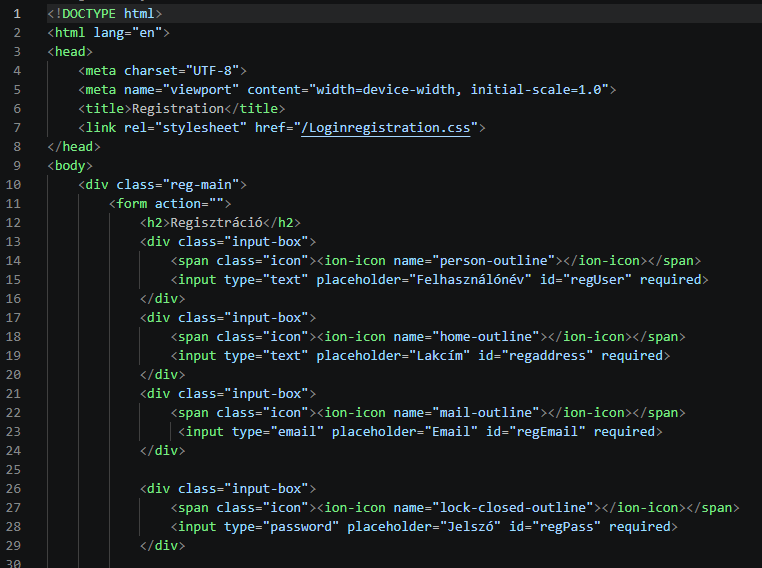 1 <!DOCTYPE html>
2 <html lang="en">
3 <head>
4     <meta charset="UTF-8">
5     <meta name="viewport" content="width=device-width, initial-scale=1.0">
6     <title>Registration</title>
7     <link rel="stylesheet" href="/Loginregistration.css">
8 </head>
9 <body>
10     <div class="reg-main">
11         <form action="">
12             <h2>Regisztráció</h2>
13             <div class="input-box">
14                 <span class="icon"><ion-icon name="person-outline"></ion-icon></span>
15                 <input type="text" placeholder="Felhasználónév" id="regUser" required>
16             </div>
17             <div class="input-box">
18                 <span class="icon"><ion-icon name="home-outline"></ion-icon></span>
19                 <input type="text" placeholder="Lakcím" id="regaddress" required>
20             </div>
21             <div class="input-box">
22                 <span class="icon"><ion-icon name="mail-outline"></ion-icon></span>
23                  <input type="email" placeholder="Email" id="regEmail" required>
24             </div>
25
26             <div class="input-box">
27                 <span class="icon"><ion-icon name="lock-closed-outline"></ion-icon></span>
28                 <input type="password" placeholder="Jelszó" id="regPass" required>
29             </div>
30